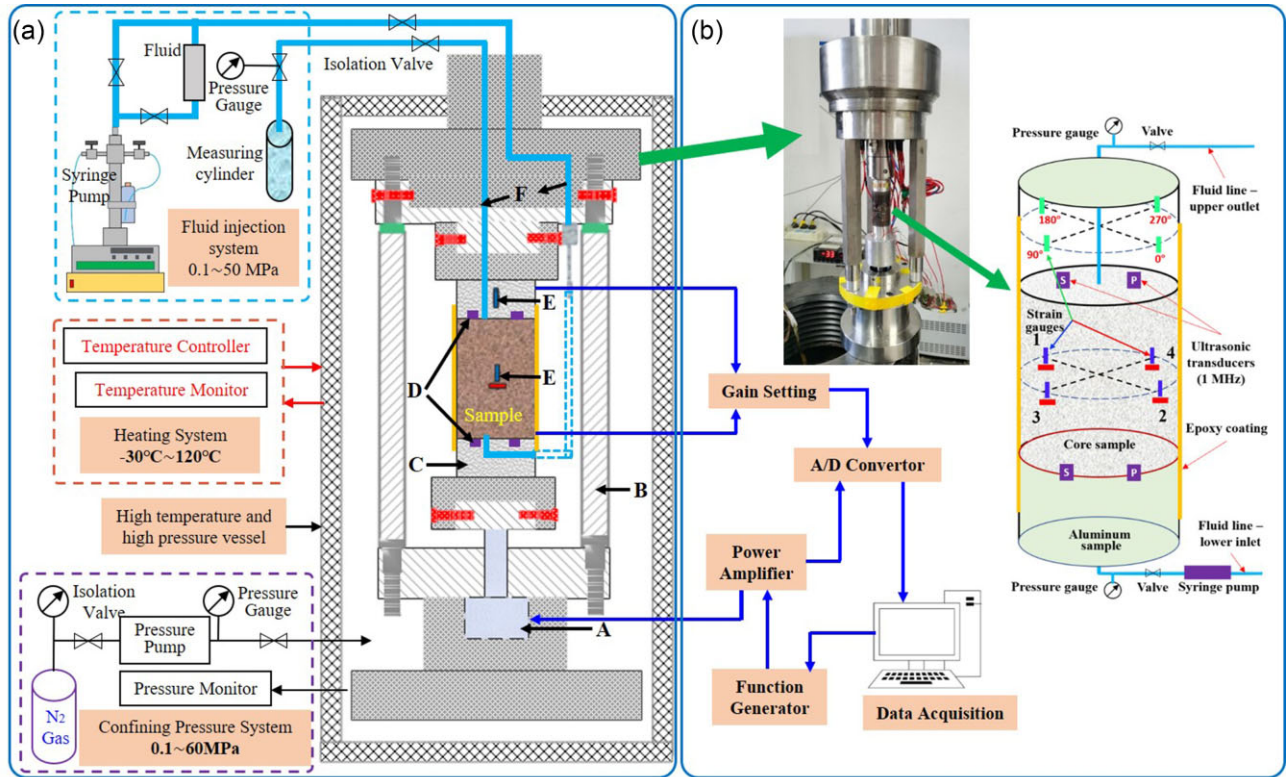 (a)
Fluid
Pressure
Gauge
Isolation Valve
Syringe
Pump
Measuring
cylinder
Fluid injection
system
0.1~50 MPa
Temperature Controller
Temperature Monitor
Heating System
-30°C~120°C
High temperature and
high pressure vessel
Isolation
Valve
Pressure
Gauge
Pressure
Pump
Pressure Monitor
N2
Gas
Confining Pressure System
0.1~60MPa
F
E
D
E
Sample
C
B
A
(b)
Gain Setting
A/D Convertor
Power
Amplifier
Function
Generator
Data Acquisition
Pressure gauge
Valve
Fluid line –
upper outlet
180°
270°
90°
0°
S
P
Strain
gauges
1
4
3
2
Ultrasonic
transducers
(1 MHz)
Epoxy coating
Core sample
S
P
Aluminum sample
Fluid line –
lower inlet
Pressure gauge
Valve
Syringe pump